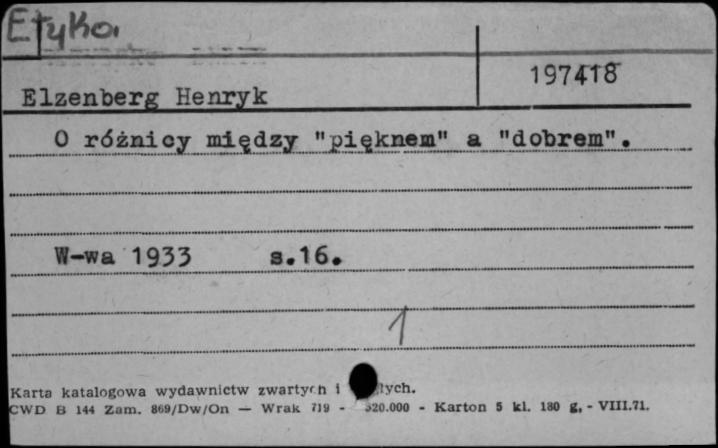 Etyka.
197418
Elzenberg Henryk
O różnicy między "pięknem" a "dobrem".
W-wa 1933 s.16.
1
Karta katalogowa wydawnictw zwartych i
CWD B 144 Zam. 869/Dw/On — Wrak 719 - 520.000 - Karton 5 kl. 180 g, - VIII.71.